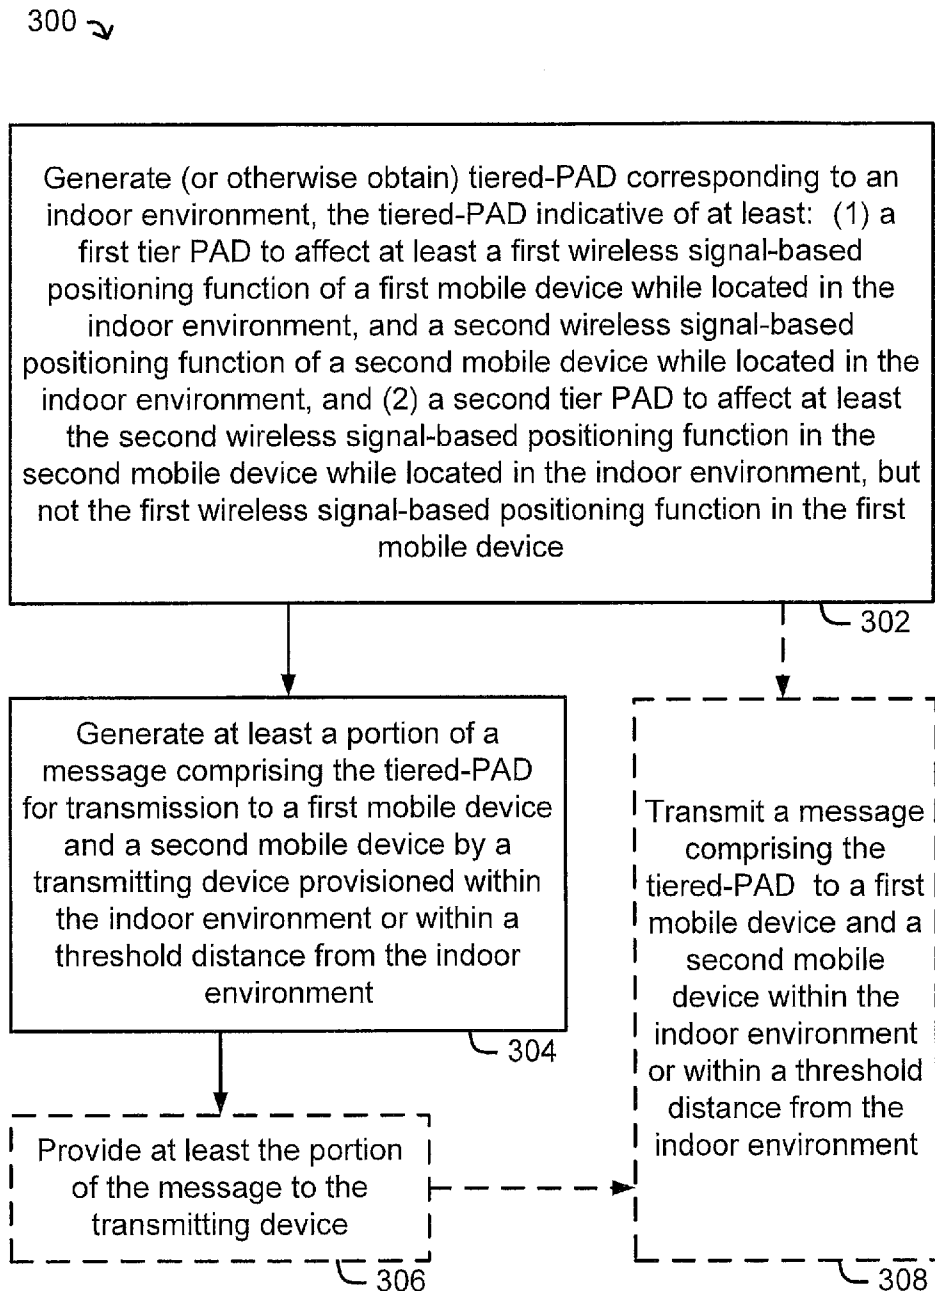 300
Generate (or otherwise obtain) tiered-PAD corresponding to an
indoor environment, the tiered-PAD indicative of at least: (1) a
first tier PAD to affect at least a first wireless signal-based
positioning function of a first mobile device while located in the
indoor environment, and a second wireless signal-based
positioning function of a second mobile device while located in the
indoor environment, and (2) a second tier PAD to affect at least
the second wireless signal-based positioning function in the
second mobile device while located in the indoor environment, but
not the first wireless signal-based positioning function in the first
mobile device
302
Generate at least a portion of a
message comprising the tiered-PAD
for transmission to a first mobile device
and a second mobile device by a
transmitting device provisioned within
the indoor environment or within a
threshold distance from the indoor
environment
304
Provide at least the portion
of the message to the
transmitting device
306
Transmit a message
comprising the
tiered-PAD to a first
mobile device and a
second mobile
device within the
indoor environment
or within a threshold
distance from the
indoor environment
308